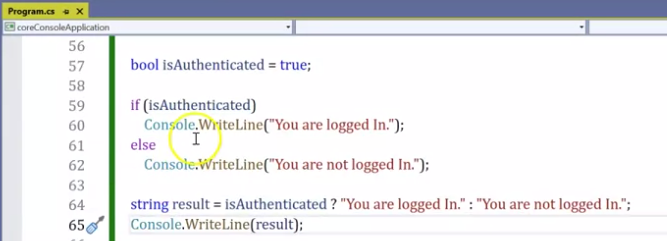 Program.cs
coreConsoleApplication
56
57 bool isAuthenticated = true;
58
59 if (isAuthenticated)
60 Console.WriteLine("You are logged In.");
61 else
62 Console.WriteLine("You are not logged In.");
63
64 string result = isAuthenticated ? "You are logged In." : "You are not logged In.";
65 Console.WriteLine(result);